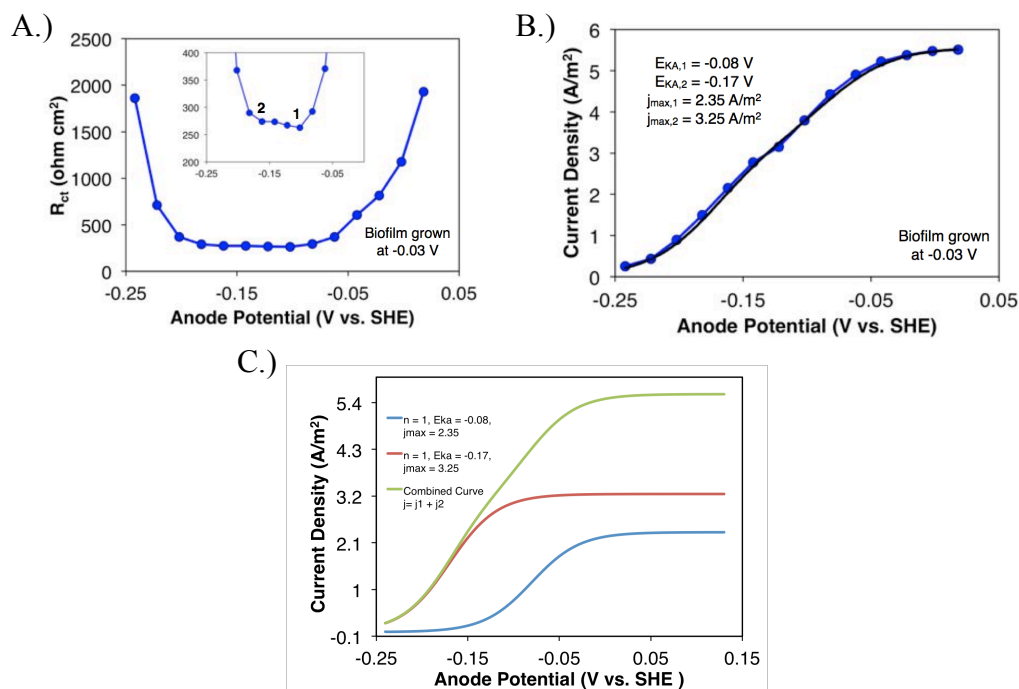 A.)
2500
2000
1500
1000
500
0
-0.25
-0.15
-0.05
0.05
Rct (ohm cm²)
Anode Potential (V vs. SHE)
400
350
300
250
200
-0.25
-0.15
-0.05
2
1
Biofilm grown
at -0.03 V
B.)
6
5
4
3
2
1
0
-0.25
-0.15
-0.05
0.05
Current Density (A/m²)
Anode Potential (V vs. SHE)
EKA,1 = -0.08 V
EKA,2 = -0.17 V
jmax,1 = 2.35 A/m²
jmax,2 = 3.25 A/m²
Biofilm grown
at -0.03 V
C.)
5.4
4.3
3.2
2.1
1
-0.1
-0.25
-0.15
-0.05
0.05
0.15
Current Density (A/m²)
Anode Potential (V vs. SHE )
n = 1, Eka = -0.08,
jmax = 2.35
n = 1, Eka = -0.17,
jmax = 3.25
Combined Curve
j= j1 + j2